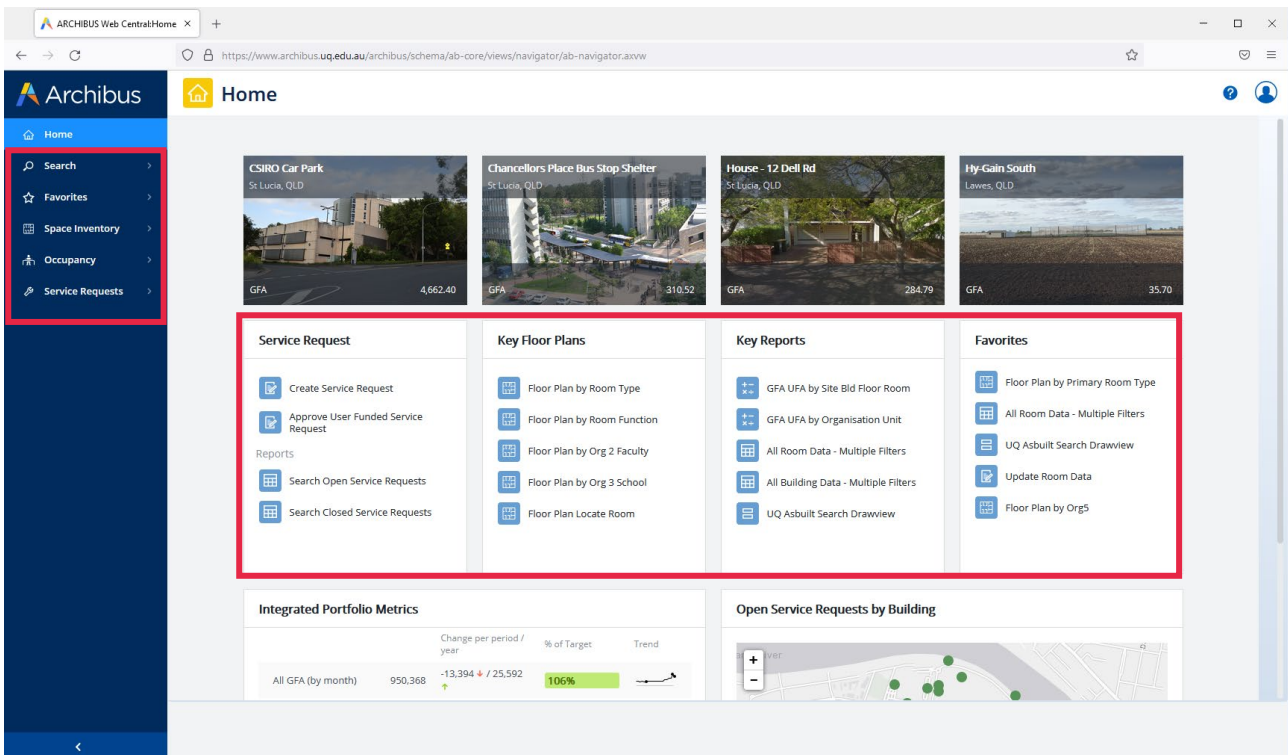 ARCHIBUS Web Central:Home
https://www.archibus.uq.edu.au/archibus/schema/ab-core/views/navigator/ab-navigator.axvw
Archibus
Home
Home
Search
Favorites
Space Inventory
Occupancy
Service Requests
CSIRO Car Park
St Lucia, QLD
GFA 4,662.40
Chancellors Place Bus Stop Shelter
St Lucia, QLD
GFA 310.52
House - 12 Dell Rd
St Lucia, QLD
GFA 284.79
Hy-Gain South
Lawes, QLD
GFA 35.70
Service Request
Create Service Request
Approve User Funded Service
Request
Reports
Search Open Service Requests
Search Closed Service Requests
Key Floor Plans
Floor Plan by Room Type
Floor Plan by Room Function
Floor Plan by Org 2 Faculty
Floor Plan by Org 3 School
Floor Plan Locate Room
Key Reports
GFA UFA by Site Bld Floor Room
GFA UFA by Organisation Unit
All Room Data - Multiple Filters
All Building Data - Multiple Filters
UQ Asbuilt Search Drawview
Favorites
Floor Plan by Primary Room Type
All Room Data - Multiple Filters
UQ Asbuilt Search Drawview
Update Room Data
Floor Plan by Org5
Integrated Portfolio Metrics
Change per period /
year
% of Target
Trend
All GFA (by month) 950,368 -13,394 ↓ / 25,592
↑
106%
Open Service Requests by Building
+
−